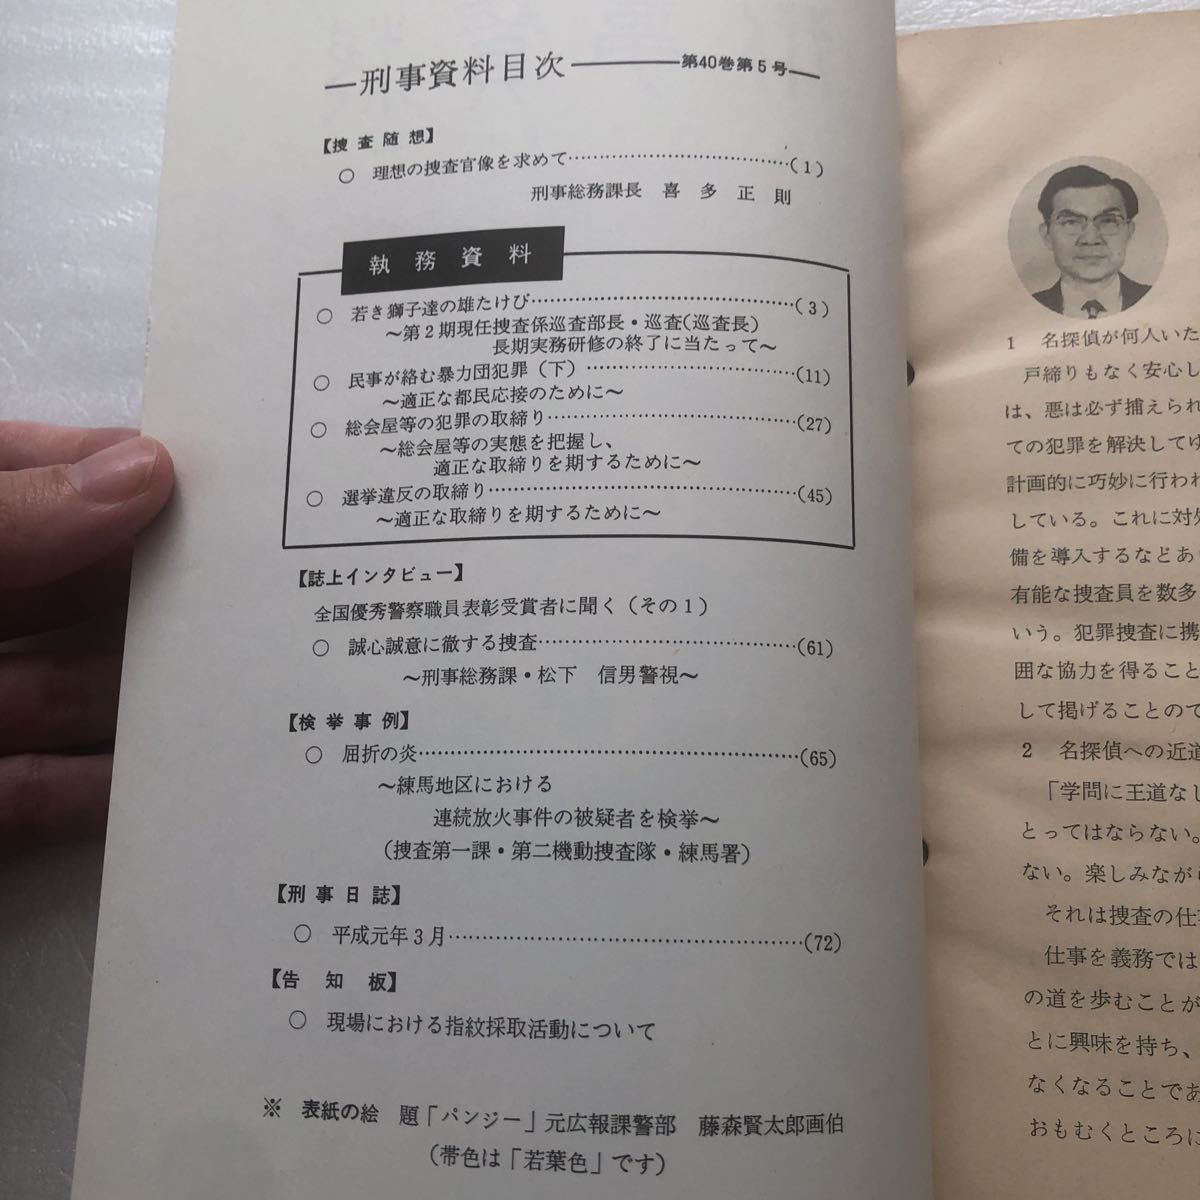 刑事資料目次 第40巻第5号
【捜査随想】
○ 理想の捜査官像を求めて……………………………(1)
刑事総務課長 喜多正則
執務資料
○ 若き獅子達の雄たけび……………………………(3)
～第2期現任捜査係巡査部長・巡査(巡査長)
長期実務研修の終了に当たって～
○ 民事が絡む暴力団犯罪(下)……………………………(11)
～適正な都民応接のために～
○ 総会屋等の犯罪の取締り……………………………(27)
～総会屋等の実態を把握し、
適正な取締りを期するために～
○ 選挙違反の取締り……………………………(45)
～適正な取締りを期するために～
【誌上インタビュー】
全国優秀警察職員表彰受賞者に聞く(その1)
○ 誠心誠意に徹する捜査……………………………(61)
～刑事総務課・松下 信男警視～
【検挙事例】
○ 屈折の炎……………………………(65)
～練馬地区における
連続放火事件の被疑者を検挙～
(捜査第一課・第二機動捜査隊・練馬署)
【刑事日誌】
○ 平成元年3月……………………………(72)
【告知板】
○ 現場における指紋採取活動について
※ 表紙の絵 題「パンジー」元広報課警部 藤森賢太郎画伯
(帯色は「若葉色」です)
1 名探偵が何人いた
戸締りもなく安心し
は、悪は必ず捕えられ
ての犯罪を解決してゆ
計画的に巧妙に行われ
している。これに対処
備を導入するなどあ
有能な捜査員を数多
いう。犯罪捜査に携
囲な協力を得ること
して掲げることので
2 名探偵への近道
「学問に王道なし
とってはならない。
ない。楽しみながら
それは捜査の仕事
仕事を義務では
の道を歩むことが
とに興味を持ち、
なくなることであ
おもむくところに